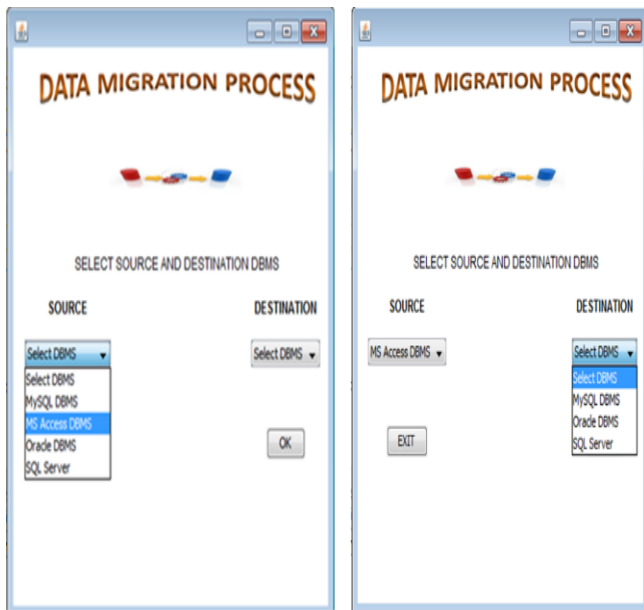 DATA MIGRATION PROCESS
SELECT SOURCE AND DESTINATION DBMS
SOURCE DESTINATION
Select DBMS Select DBMS
Select DBMS
MySQL DBMS
MS Access DBMS
Oracle DBMS
SQL Server
OK
DATA MIGRATION PROCESS
SELECT SOURCE AND DESTINATION DBMS
SOURCE DESTINATION
MS Access DBMS Select DBMS
Select DBMS
MySQL DBMS
Oracle DBMS
SQL Server
EXIT